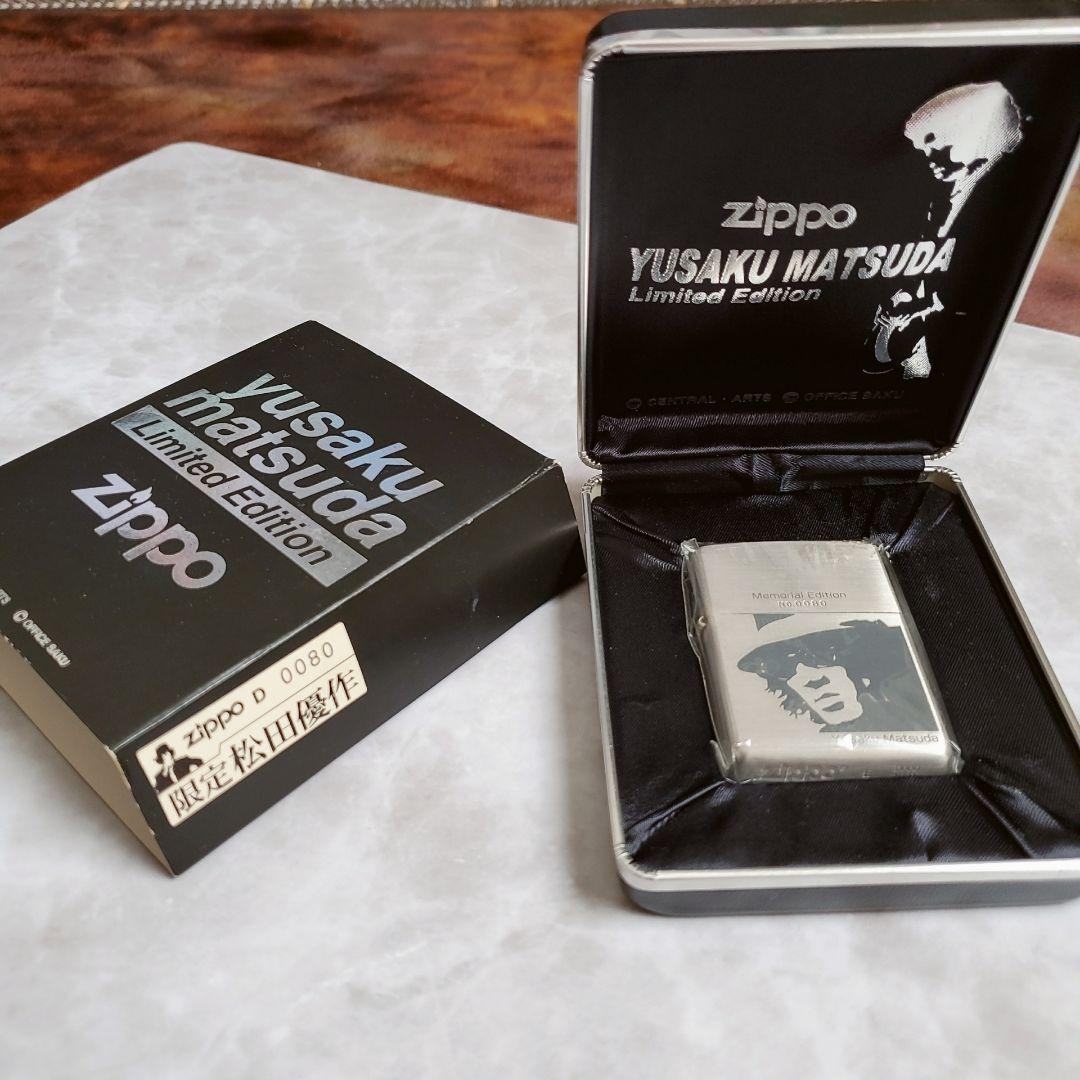 yusaku
matsuda
Limited Edition
zippo
© OFFICE SAKU
zippo D 0080
限定松田優作
zippo
YUSAKU MATSUDA
Limited Edition
© CENTRAL · ARTS © OFFICE SAKU
Memorial Edition
No.0080
Yusaku Matsuda